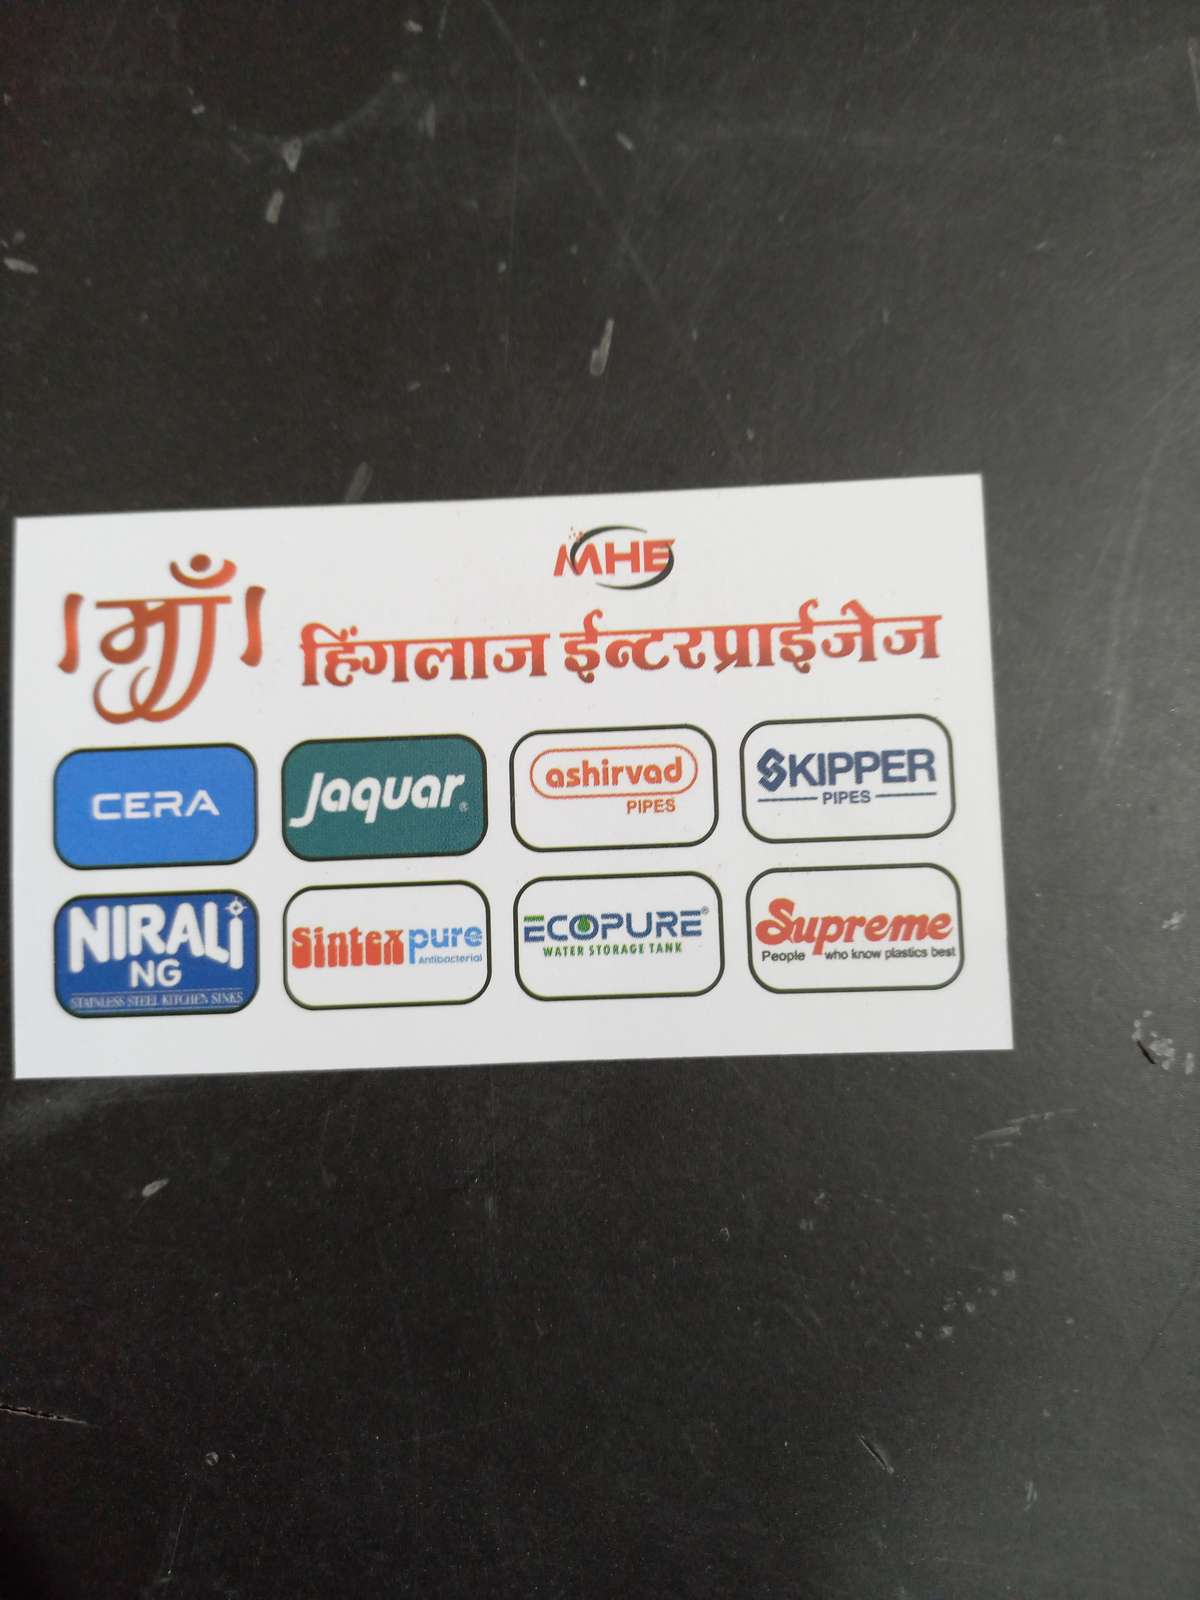 MHE
।माँ।
हिंगलाज ईन्टरप्राईजेज
CERA
Jaquar®
ashirvad
PIPES
SKIPPER
PIPES
NIRALI
NG
STAINLESS STEEL KITCHEN SINKS
Sintex pure
Antibacterial
ECOPURE®
WATER STORAGE TANK
Supreme
People who know plastics best